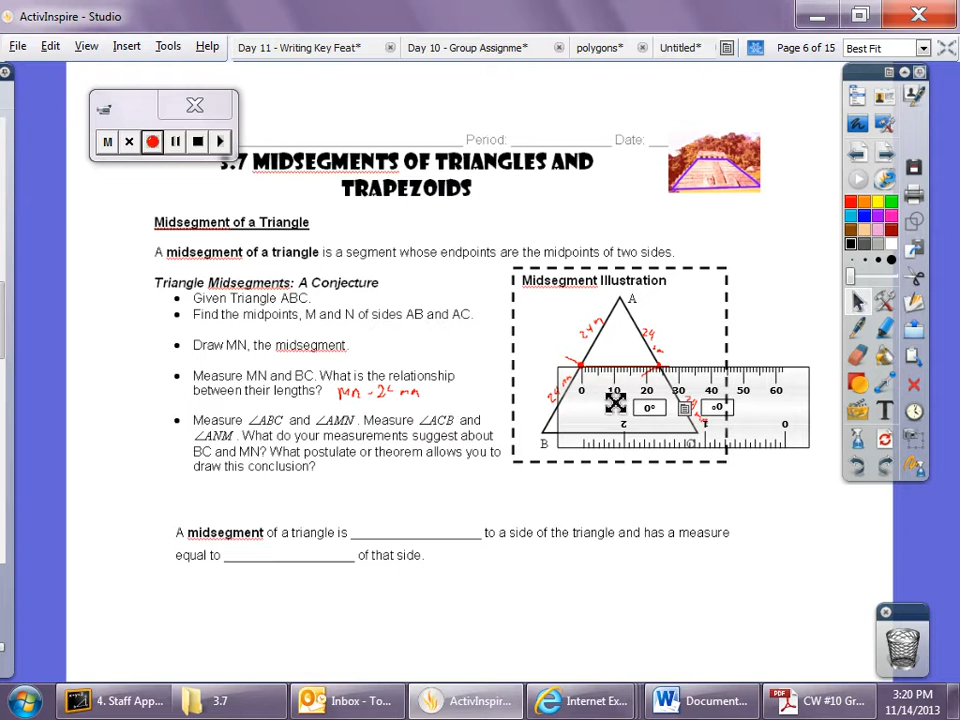 ActivInspire - Studio
File Edit View Insert Tools Help
Day 11 - Writing Key Feat* Day 10 - Group Assignme* polygons* Untitled* Page 6 of 15 Best Fit
M
Period: Date:
3.7 MIDSEGMENTS OF TRIANGLES AND
TRAPEZOIDS
Midsegment of a Triangle
A midsegment of a triangle is a segment whose endpoints are the midpoints of two sides.
Triangle Midsegments: A Conjecture
• Given Triangle ABC.
• Find the midpoints, M and N of sides AB and AC.
• Draw MN, the midsegment.
• Measure MN and BC. What is the relationship
between their lengths?
• Measure ∠ABC and ∠AMN. Measure ∠ACB and
∠ANM. What do your measurements suggest about
BC and MN? What postulate or theorem allows you to
draw this conclusion?
Midsegment Illustration
A
24 m
24
24 mm
0 10 20 30 40 50 60
0° 0°
2 1 0
B C
A midsegment of a triangle is to a side of the triangle and has a measure
equal to of that side.
T
4. Staff App... 3.7 Inbox - To... ActivInspi... Internet Ex... Document... CW #10 Gr...
3:20 PM
11/14/2013